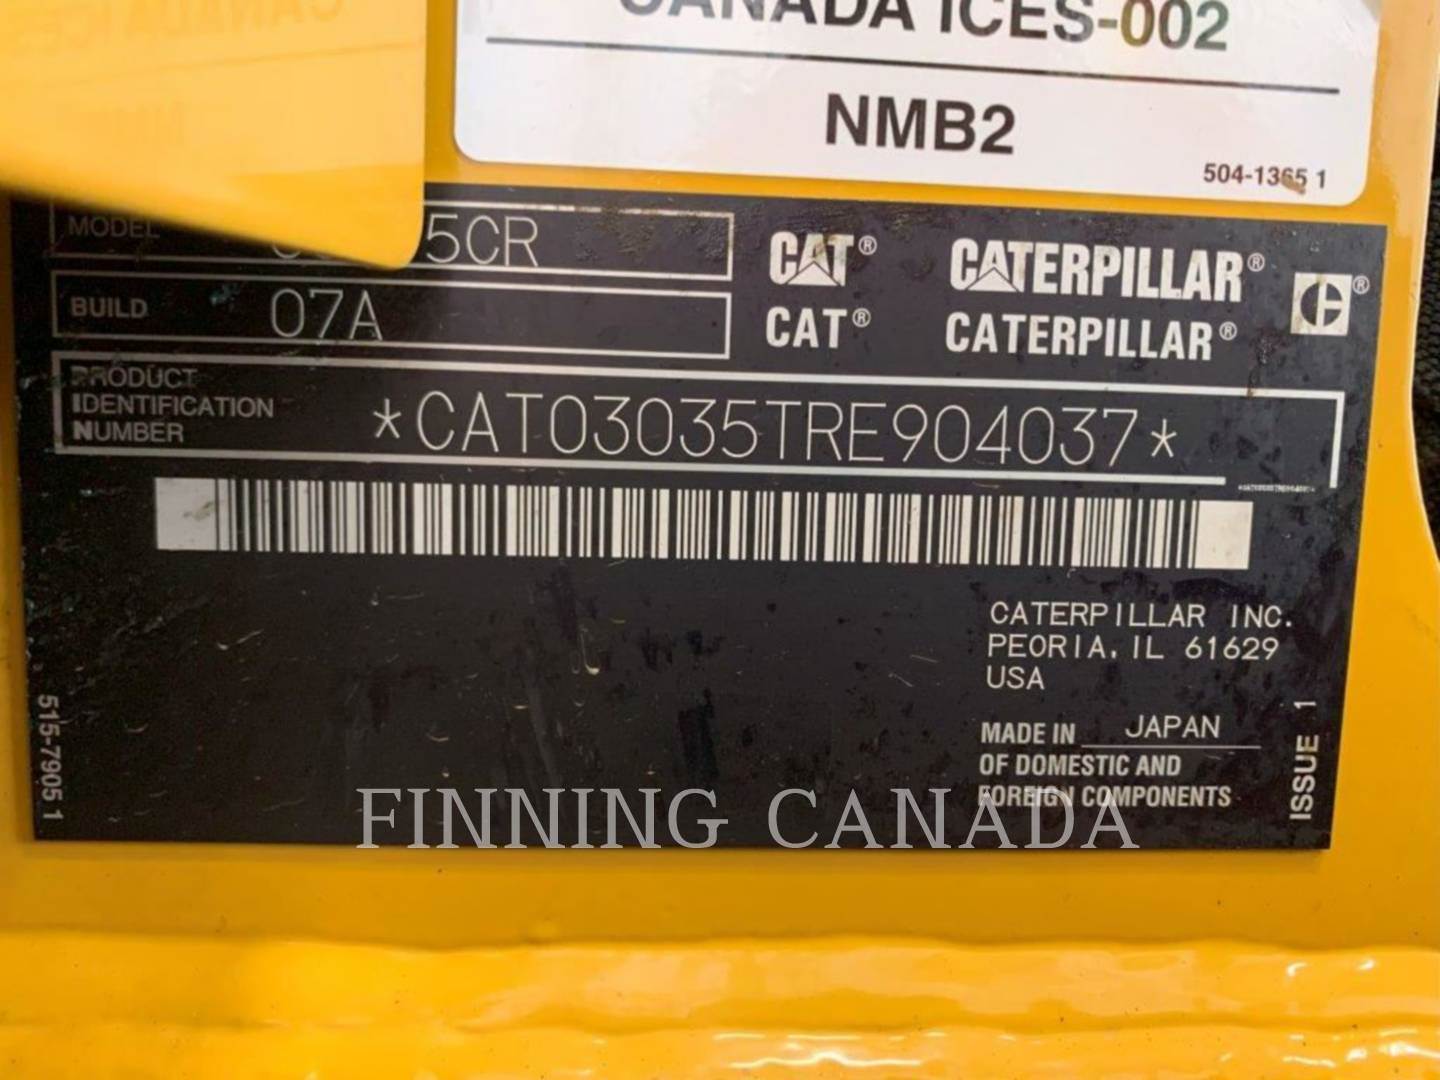 CANADA ICES-002
NMB2
504-1365 1
MODEL 5CR
BUILD 07A
CAT® CATERPILLAR®
CAT® CATERPILLAR®
PRODUCT
IDENTIFICATION
NUMBER
*CAT03035TRE904037*
CATERPILLAR INC.
PEORIA, IL 61629
USA
MADE IN JAPAN
OF DOMESTIC AND
FOREIGN COMPONENTS
515-7905 1
ISSUE 1
FINNING CANADA